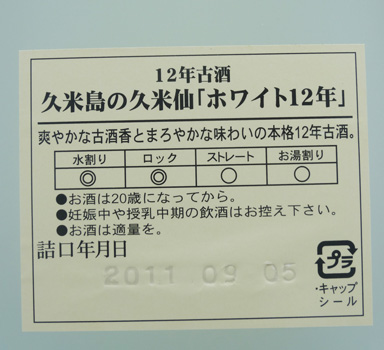 12年古酒
久米島の久米仙「ホワイト12年」
爽やかな古酒香とまろやかな味わいの本格12年古酒。
水割り ロック ストレート お湯割り
◎ ◎ ○ ○
●お酒は20歳になってから。
●妊娠中や授乳中期の飲酒はお控え下さい。
●お酒は適量を。
詰口年月日
2011.09.05
プラ
・キャップ
シール